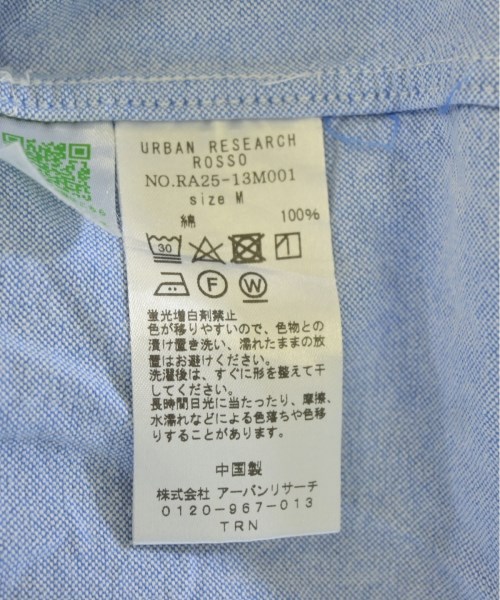 URBAN RESEARCH
ROSSO
NO.RA25-13M001
size M
綿 100%
30
F W
蛍光増白剤禁止
色が移りやすいので、色物との
漬け置き洗い、濡れたままの放
置はお避けください。
洗濯後は、すぐに形を整えて干
してください。
長時間日光に当たったり、摩擦、
水濡れなどによる色落ちや色移
りすることがあります。
中国製
株式会社 アーバンリサーチ
0120-967-013
TRN